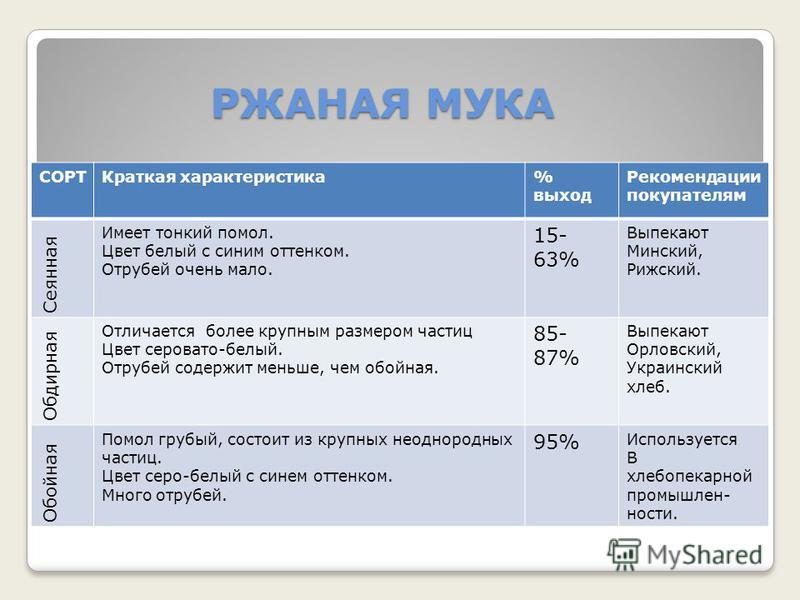 РЖАНАЯ МУКА
СОРТ
Краткая характеристика
%
выход
Рекомендации
покупателям
Сеянная
Имеет тонкий помол.
Цвет белый с синим оттенком.
Отрубей очень мало.
15-
63%
Выпекают
Минский,
Рижский.
Обдирная
Отличается более крупным размером частиц
Цвет серовато-белый.
Отрубей содержит меньше, чем обойная.
85-
87%
Выпекают
Орловский,
Украинский
хлеб.
Обойная
Помол грубый, состоит из крупных неоднородных
частиц.
Цвет серо-белый с синем оттенком.
Много отрубей.
95%
Используется
В
хлебопекарной
промышлен-
ности.
MyShared